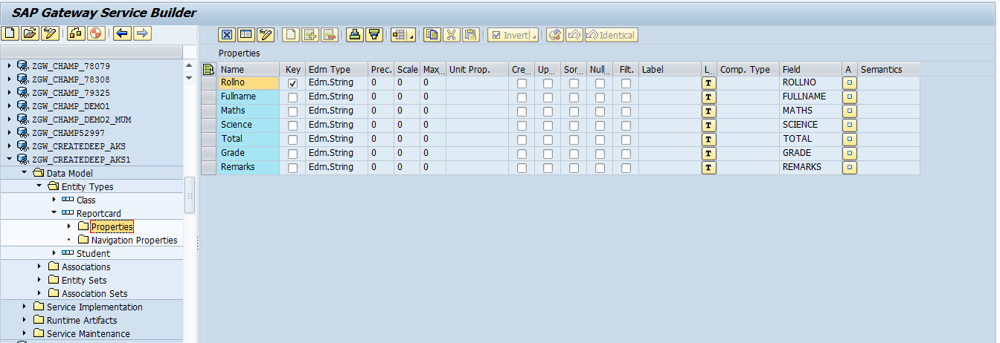 SAP Gateway Service Builder
Invert
Identical
Properties
Name Key Edm Type Prec. Scale Max... Unit Prop. Cre... Up... Sor... Null... Filt. Label L... Comp. Type Field A Semantics
Rollno Edm.String 0 0 0 T ROLLNO
Fullname Edm.String 0 0 0 T FULLNAME
Maths Edm.String 0 0 0 T MATHS
Science Edm.String 0 0 0 T SCIENCE
Total Edm.String 0 0 0 T TOTAL
Grade Edm.String 0 0 0 T GRADE
Remarks Edm.String 0 0 0 T REMARKS
ZGW_CHAMP_78079
ZGW_CHAMP_78308
ZGW_CHAMP_79325
ZGW_CHAMP_DEMO1
ZGW_CHAMP_DEMO2_MUM
ZGW_CHAMP52997
ZGW_CREATEDEEP_AKS
ZGW_CREATEDEEP_AKS1
Data Model
Entity Types
Class
Reportcard
Properties
Navigation Properties
Student
Associations
Entity Sets
Association Sets
Service Implementation
Runtime Artifacts
Service Maintenance